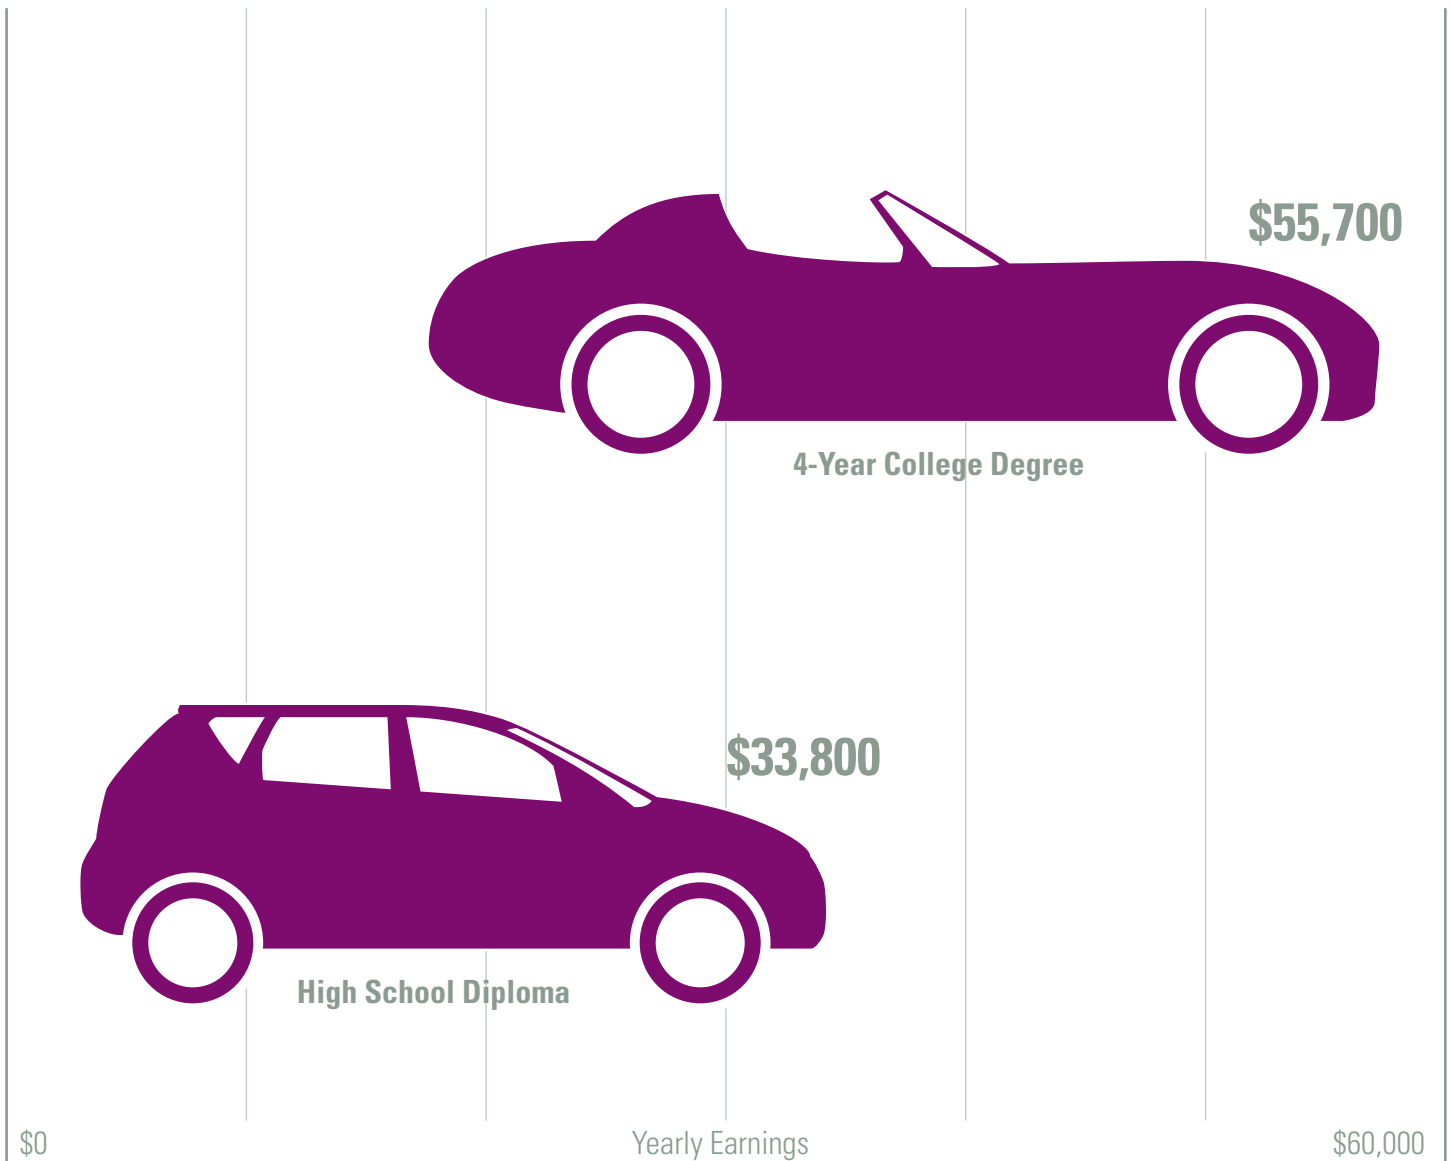 $55,700
4-Year College Degree
$33,800
High School Diploma
$0
Yearly Earnings
$60,000